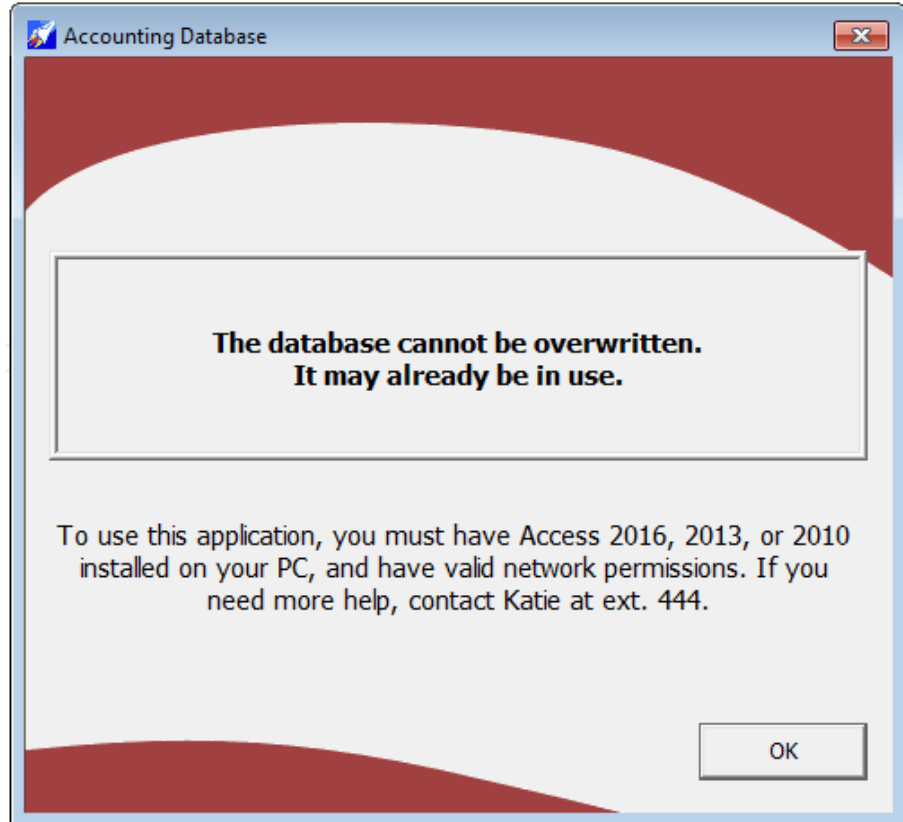 Accounting Database
The database cannot be overwritten.
It may already be in use.
To use this application, you must have Access 2016, 2013, or 2010
installed on your PC, and have valid network permissions. If you
need more help, contact Katie at ext. 444.
OK